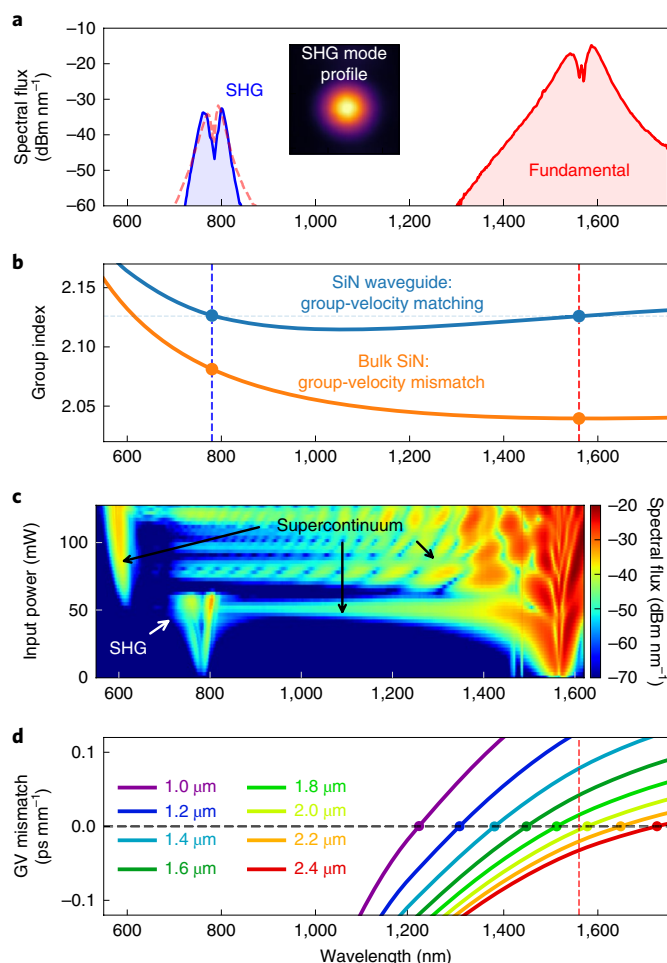 a
−10
−20
−30
−40
−50
−60
Spectral flux
(dBm nm⁻¹)
SHG
SHG mode
profile
Fundamental
600 800 1,000 1,200 1,400 1,600
b
2.15
2.10
2.05
Group index
SiN waveguide:
group-velocity matching
Bulk SiN:
group-velocity mismatch
600 800 1,000 1,200 1,400 1,600
c
100
50
0
Input power (mW)
Supercontinuum
SHG
−20
−30
−40
−50
−60
−70
Spectral flux
(dBm nm⁻¹)
600 800 1,000 1,200 1,400 1,600
d
0.1
0.0
−0.1
GV mismatch
(ps mm⁻¹)
1.0 μm 1.8 μm
1.2 μm 2.0 μm
1.4 μm 2.2 μm
1.6 μm 2.4 μm
600 800 1,000 1,200 1,400 1,600
Wavelength (nm)